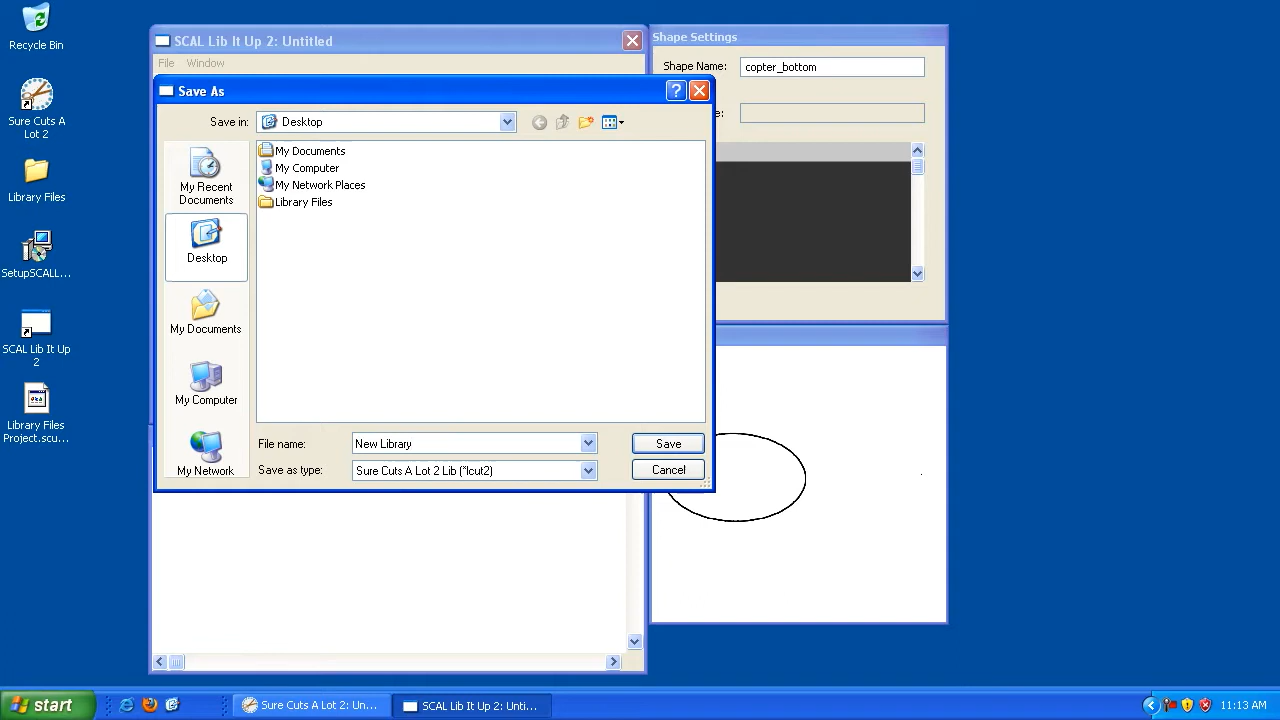 Recycle Bin
Sure Cuts A
Lot 2
Library Files
SetupSCALL...
SCAL Lib It Up
2
Library Files
Project.scu...
SCAL Lib It Up 2: Untitled
File Window
Save As
Save in: Desktop
My Recent
Documents
Desktop
My Documents
My Computer
My Network
My Documents
My Computer
My Network Places
Library Files
File name: New Library
Save as type: Sure Cuts A Lot 2 Lib (*lcut2)
Save
Cancel
Shape Settings
Shape Name: copter_bottom
e:
start
Sure Cuts A Lot 2: Un...
SCAL Lib It Up 2: Unti...
11:13 AM